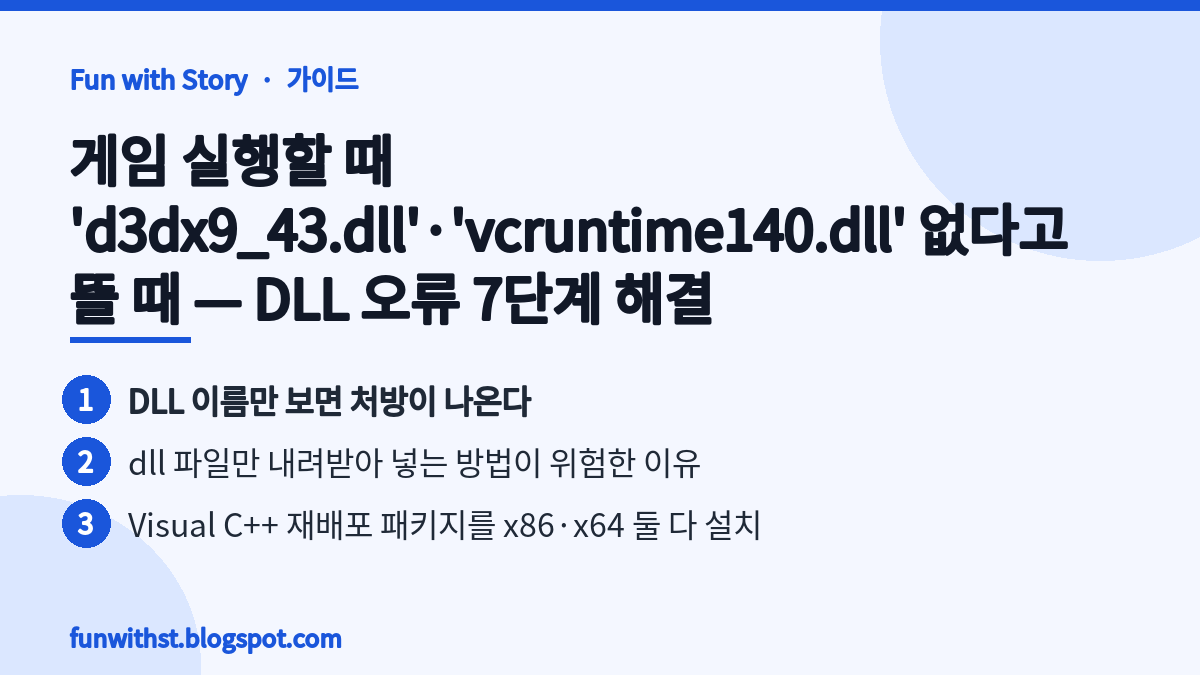 Fun with Story · 가이드
게임 실행할 때
'd3dx9_43.dll'·'vcruntime140.dll' 없다고
뜰 때 — DLL 오류 7단계 해결
1 DLL 이름만 보면 처방이 나온다
2 dll 파일만 내려받아 넣는 방법이 위험한 이유
3 Visual C++ 재배포 패키지를 x86·x64 둘 다 설치
funwithst.blogspot.com